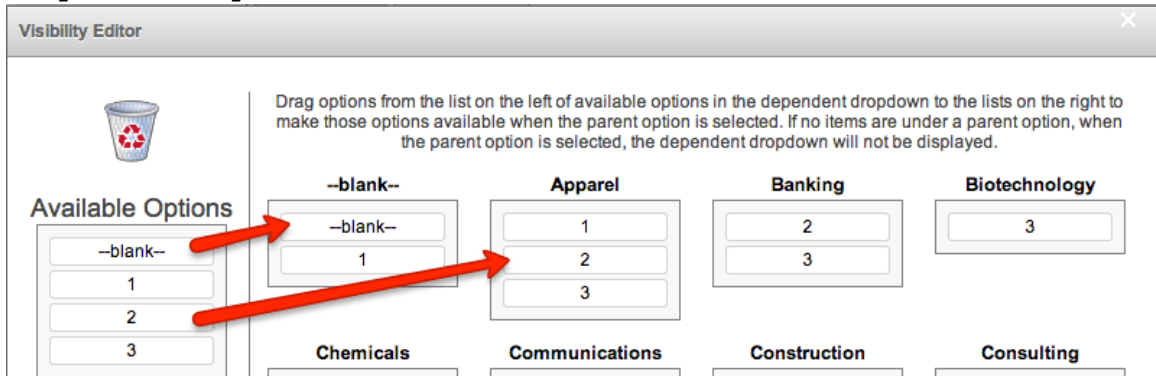 Visibility Editor
Drag options from the list on the left of available options in the dependent dropdown to the lists on the right to
make those options available when the parent option is selected. If no items are under a parent option, when
the parent option is selected, the dependent dropdown will not be displayed.
Available Options
--blank--
1
2
3
--blank--
--blank--
1
Apparel
1
2
3
Banking
2
3
Biotechnology
3
Chemicals
Communications
Construction
Consulting